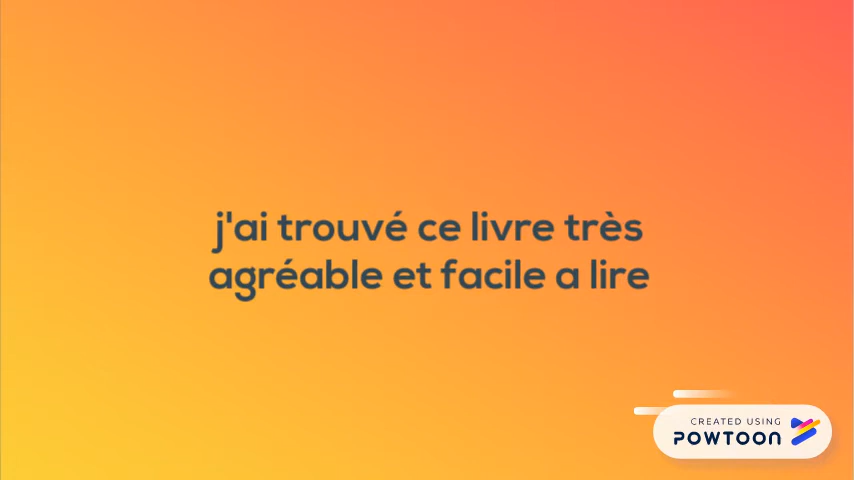 j'ai trouvé ce livre très
agréable et facile a lire
CREATED USING
POWTOON